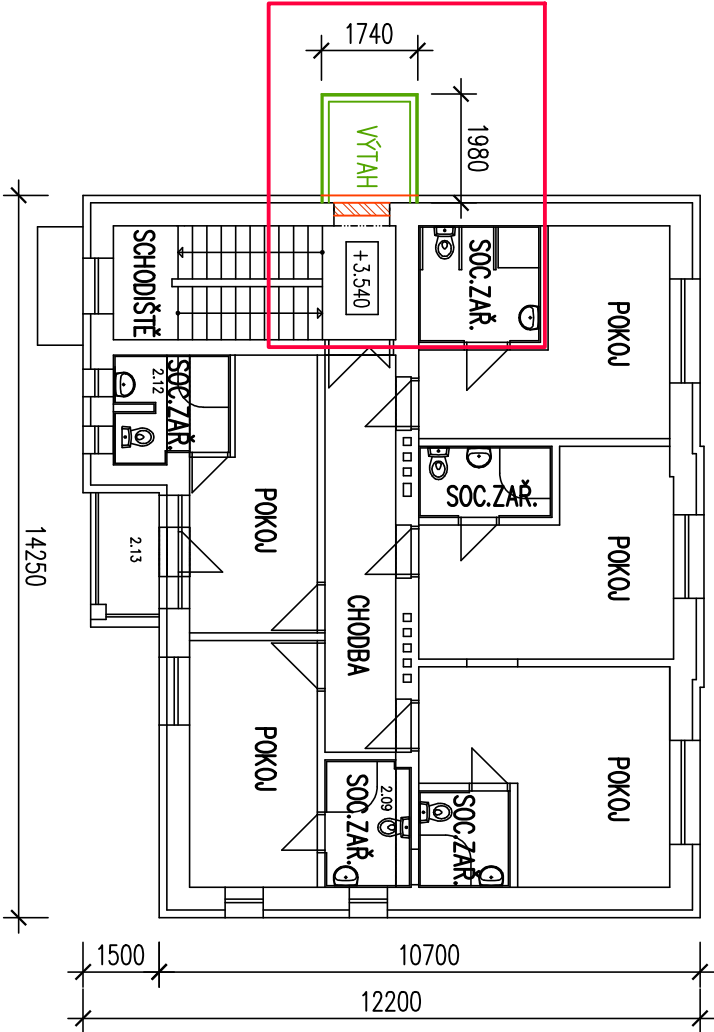 1740
1980
VÝTAH
SCHODIŠTĚ
+3.540
SOC.ZAŘ.
POKOJ
2.12
SOC.ZAŘ.
SOC.ZAŘ.
POKOJ
POKOJ
2.13
14250
CHODBA
POKOJ
POKOJ
2.09
SOC.ZAŘ.
SOC.ZAŘ.
1500
10700
12200